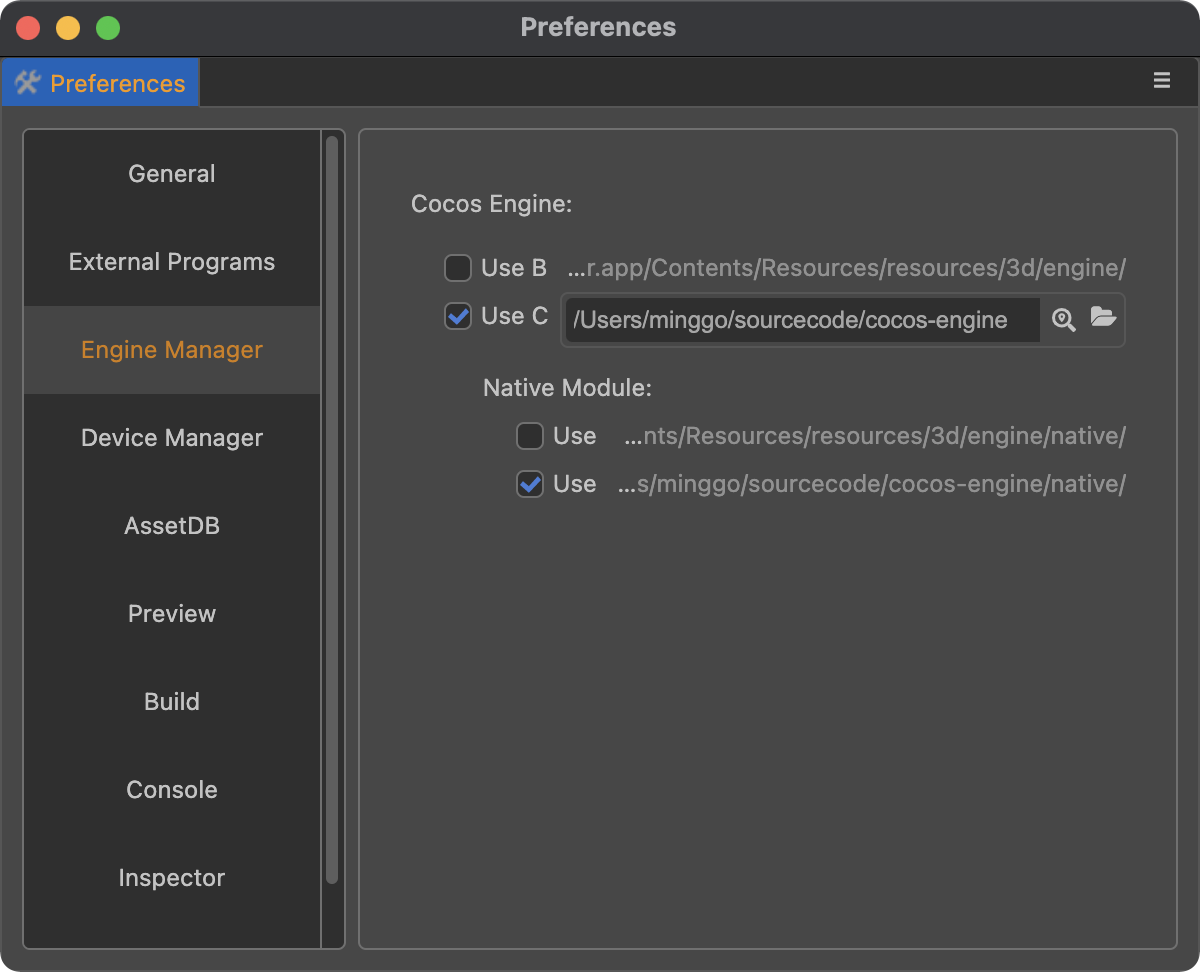 Preferences
Preferences
General
External Programs
Engine Manager
Device Manager
AssetDB
Preview
Build
Console
Inspector
Cocos Engine:
Use B ...r.app/Contents/Resources/resources/3d/engine/
Use C /Users/minggo/sourcecode/cocos-engine
Native Module:
Use ...nts/Resources/resources/3d/engine/native/
Use ...s/minggo/sourcecode/cocos-engine/native/